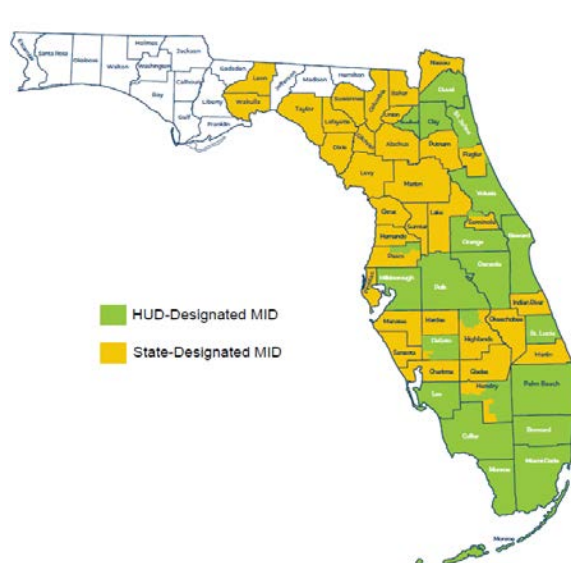 Escambia
Santa Rosa
Okaloosa
Walton
Holmes
Washington
Jackson
Bay
Calhoun
Gulf
Liberty
Gadsden
Franklin
Leon
Wakulla
Jefferson
Madison
Hamilton
Taylor
Suwannee
Lafayette
Columbia
Dixie
Baker
Union
Nassau
Duval
Clay
St. Johns
Alachua
Putnam
Flagler
Levy
Marion
Volusia
Citrus
Sumter
Lake
Seminole
Hernando
Orange
Brevard
Pasco
Osceola
Hillsborough
Polk
Indian River
Manatee
Hardee
Okeechobee
DeSoto
Highlands
St. Lucie
Sarasota
Martin
Charlotte
Glades
Lee
Hendry
Palm Beach
Collier
Broward
Monroe
Miami-Dade
Monroe
HUD-Designated MID
State-Designated MID